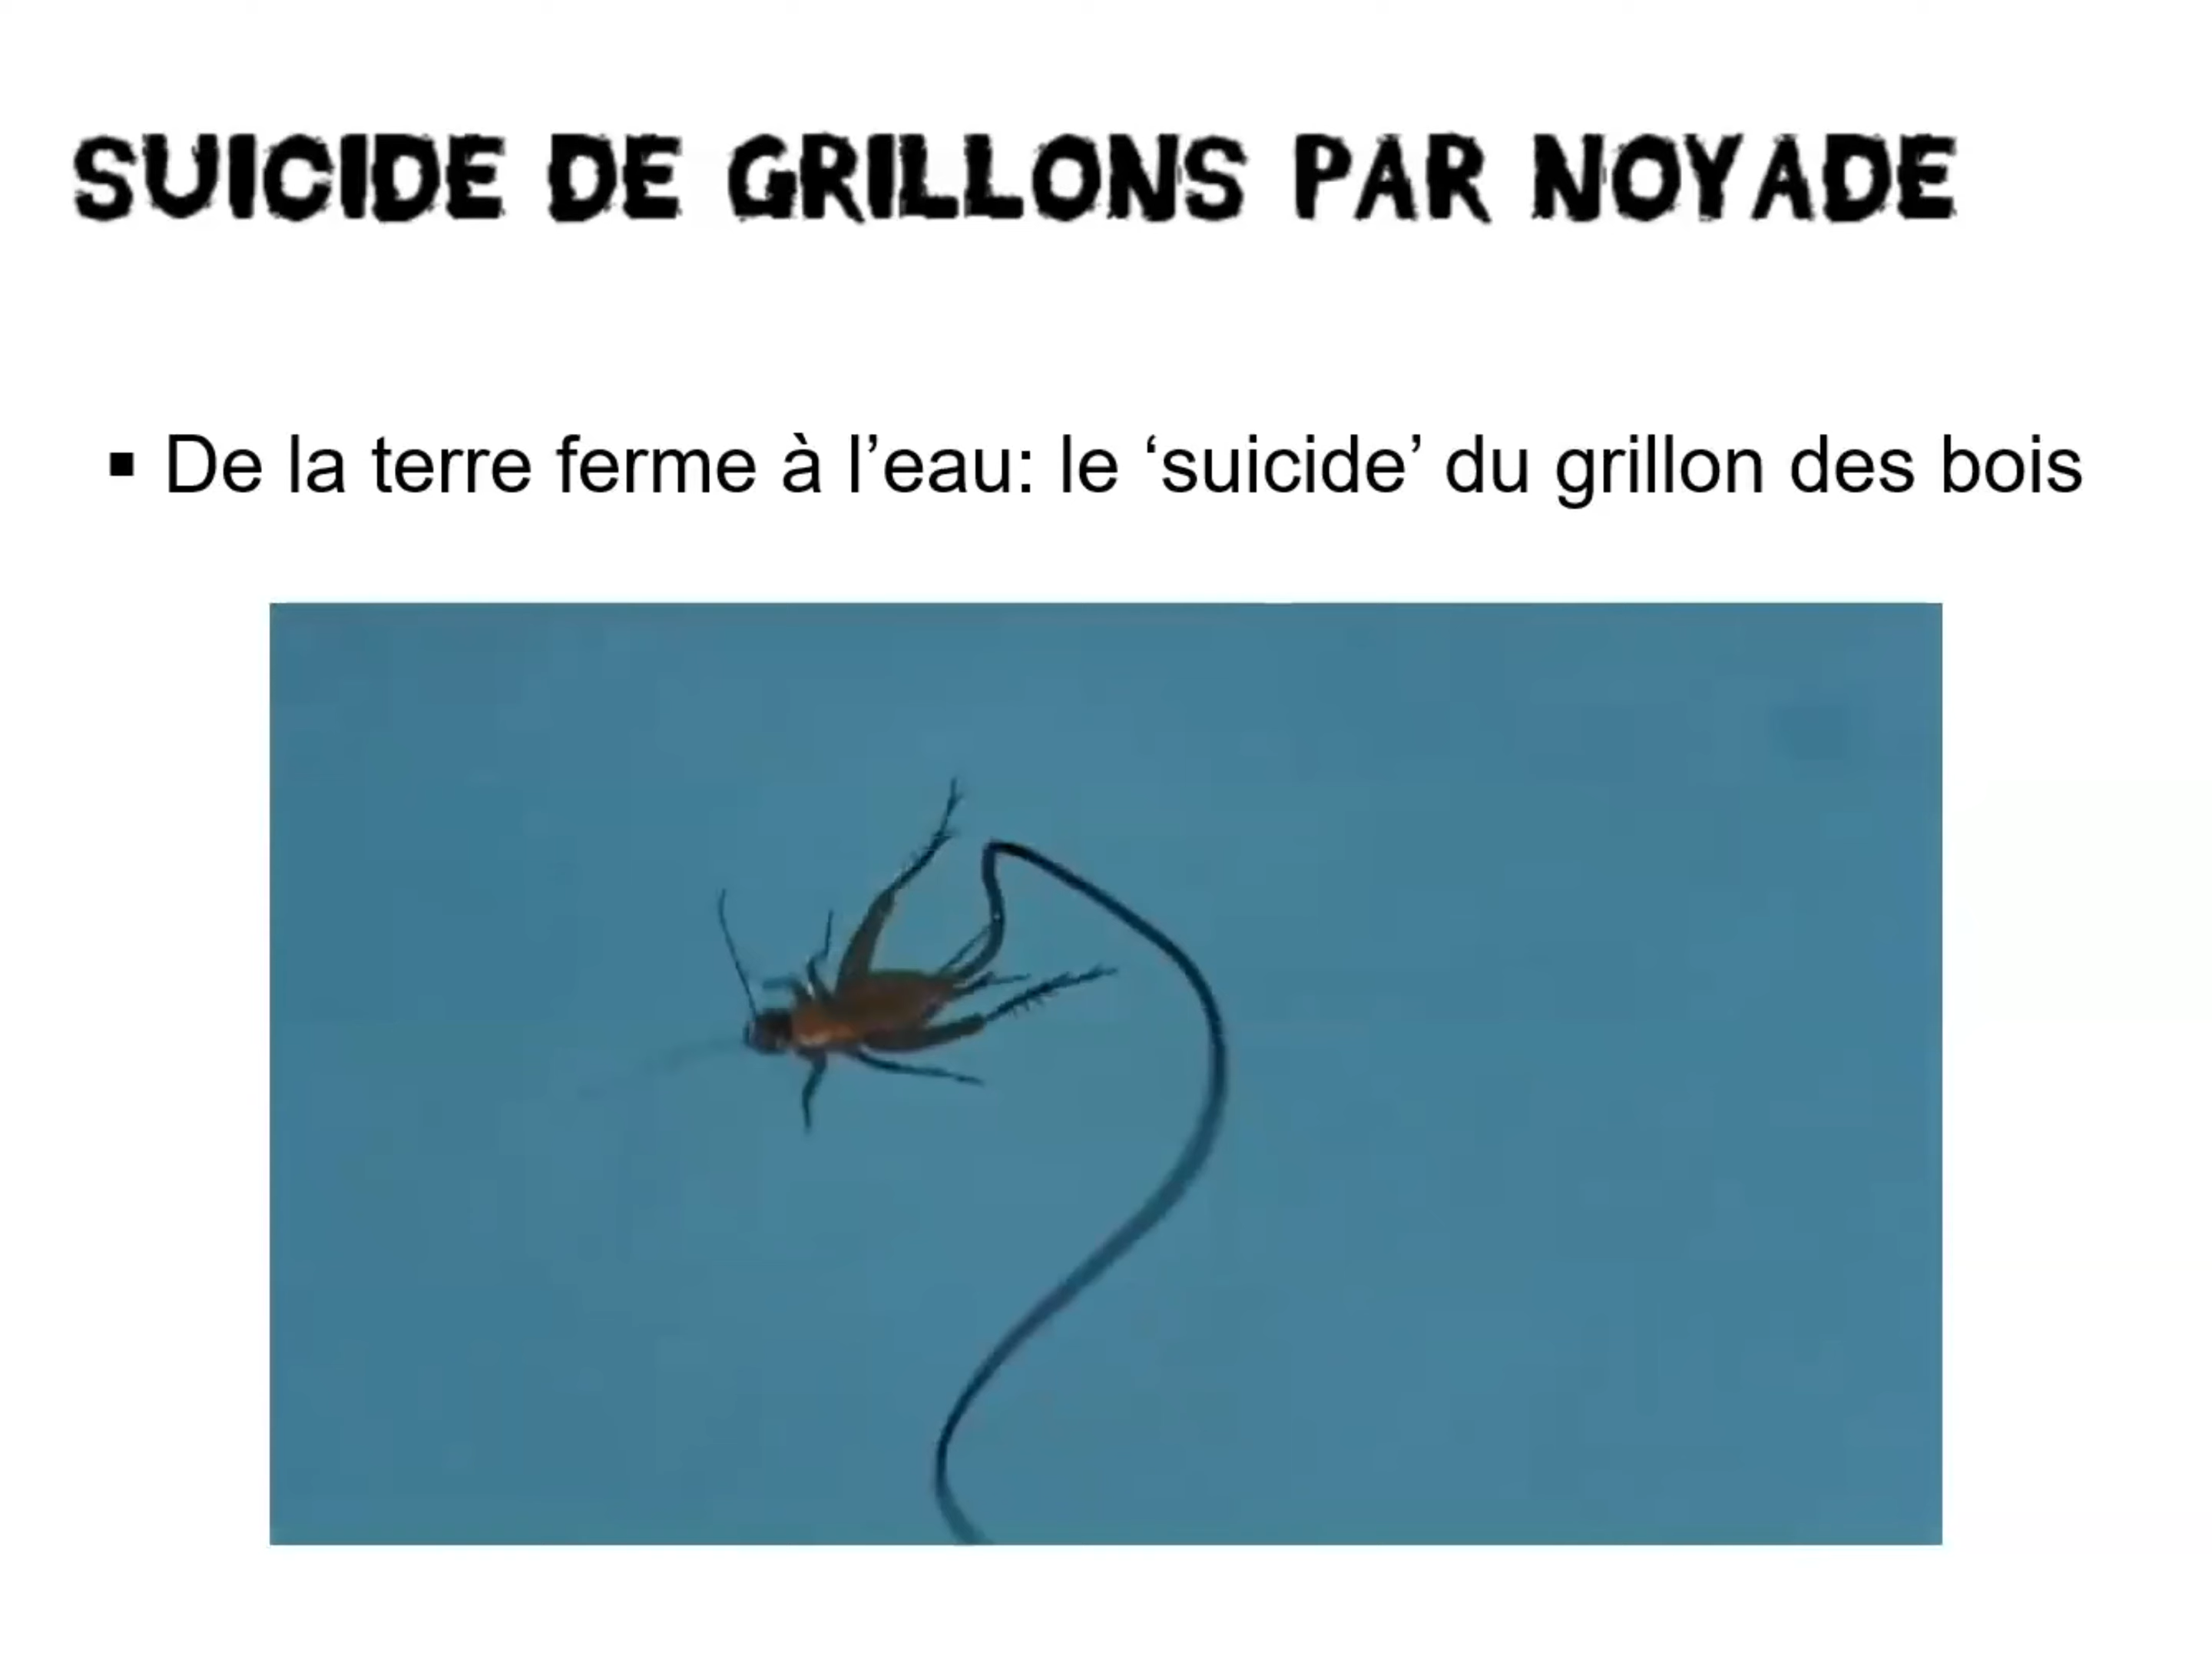 SUICIDE DE GRILLONS PAR NOYADE
▪ De la terre ferme à l’eau: le ‘suicide’ du grillon des bois